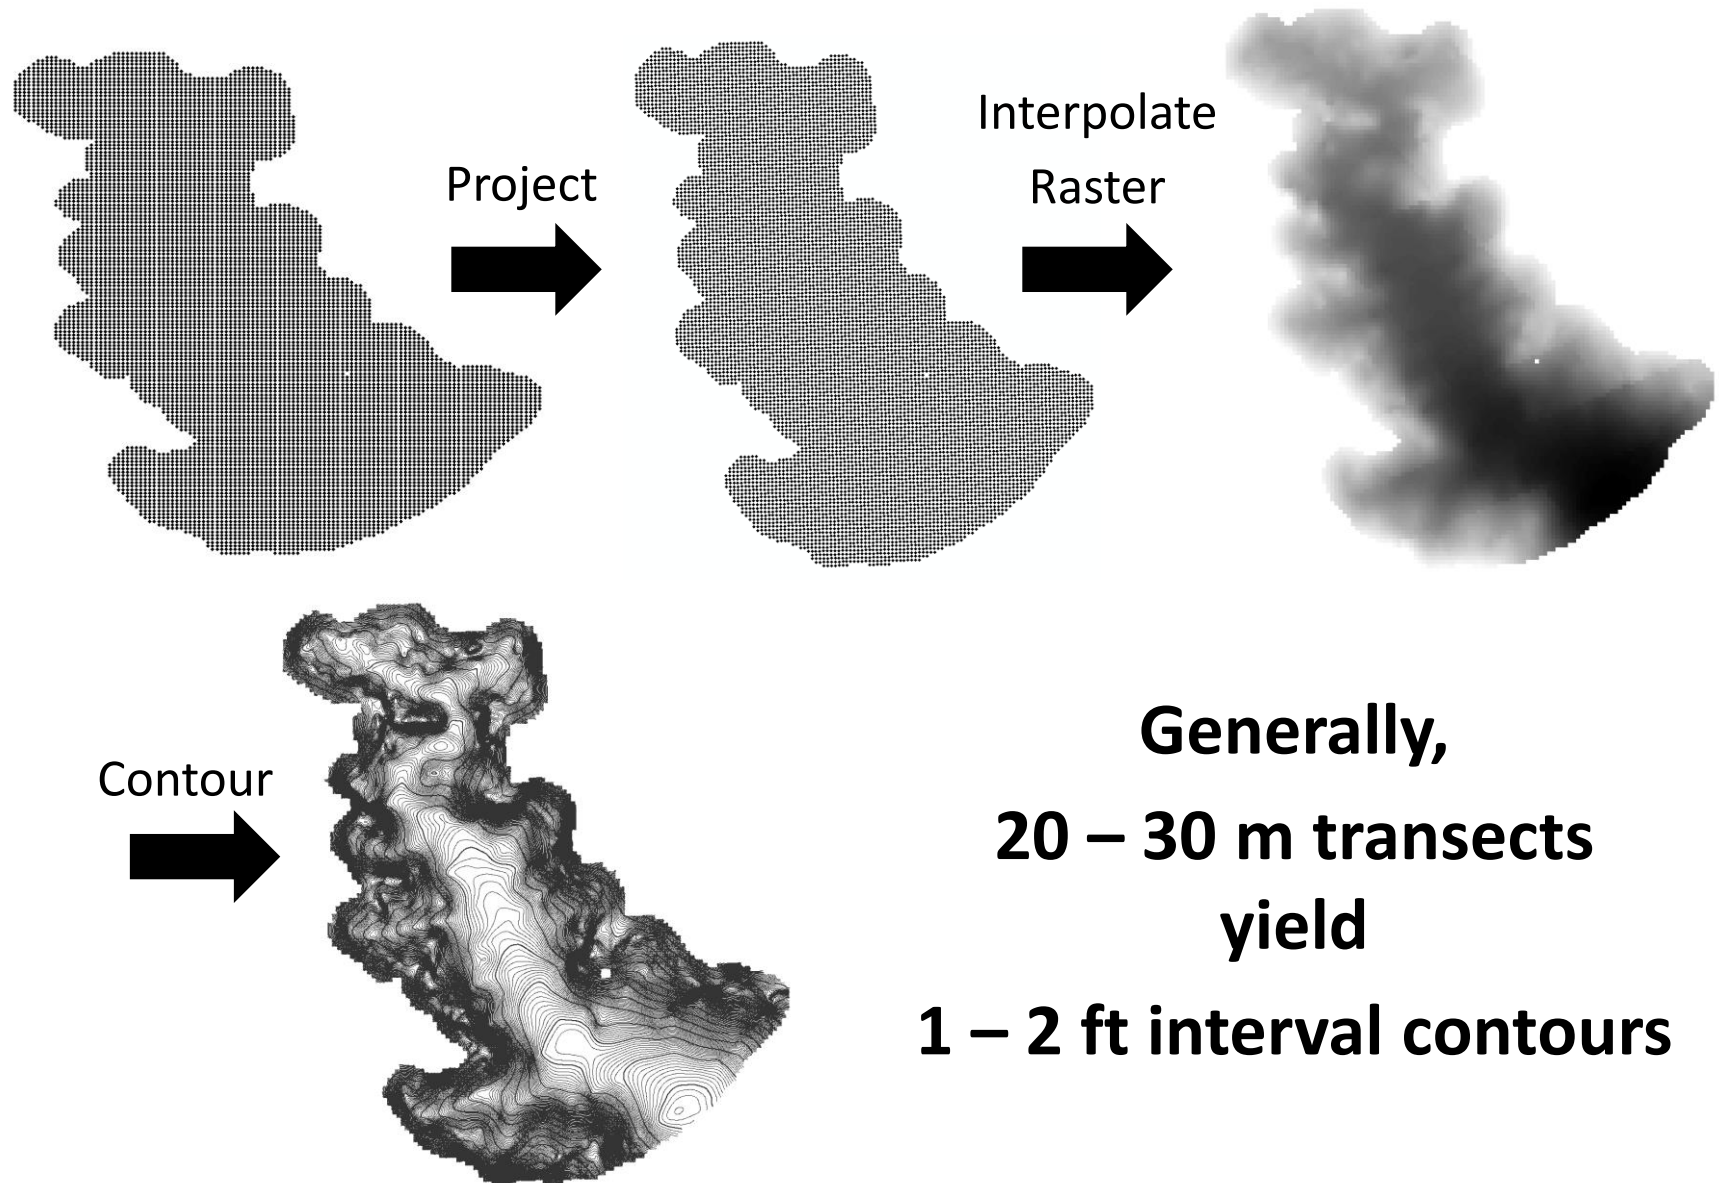 Project
Interpolate
Raster
Contour
Generally,
20 – 30 m transects
yield
1 – 2 ft interval contours